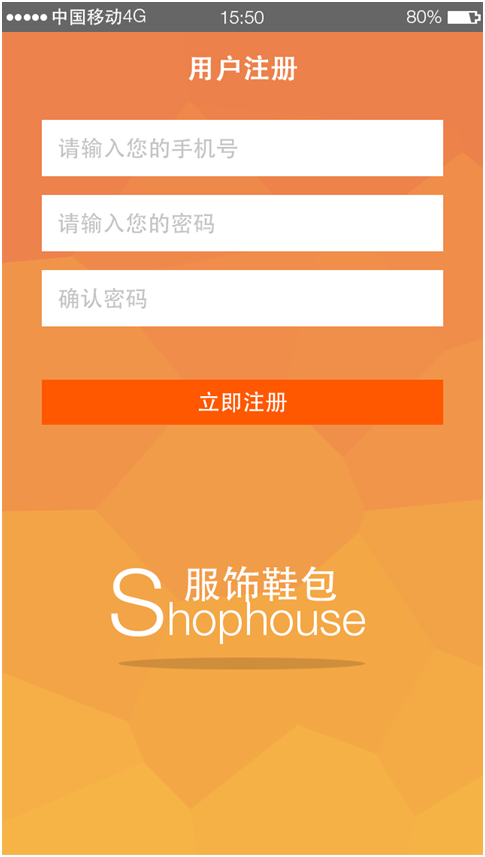 中国移动4G 15:50 80%
用户注册
请输入您的手机号
请输入您的密码
确认密码
立即注册
服饰鞋包
Shophouse